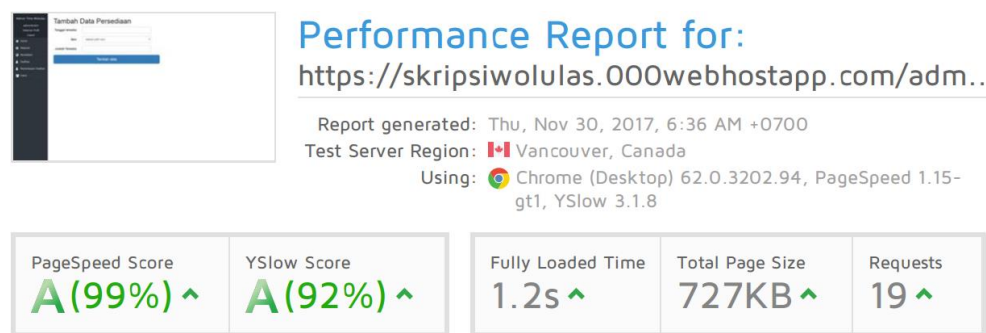 Tambah Data Persediaan
Tambah data
Performance Report for:
https://skripsiwolulas.000webhostapp.com/adm..
Report generated: Thu, Nov 30, 2017, 6:36 AM +0700
Test Server Region: Vancouver, Canada
Using: Chrome (Desktop) 62.0.3202.94, PageSpeed 1.15-
gt1, YSlow 3.1.8
PageSpeed Score
A (99%)
YSlow Score
A (92%)
Fully Loaded Time
1.2s
Total Page Size
727KB
Requests
19